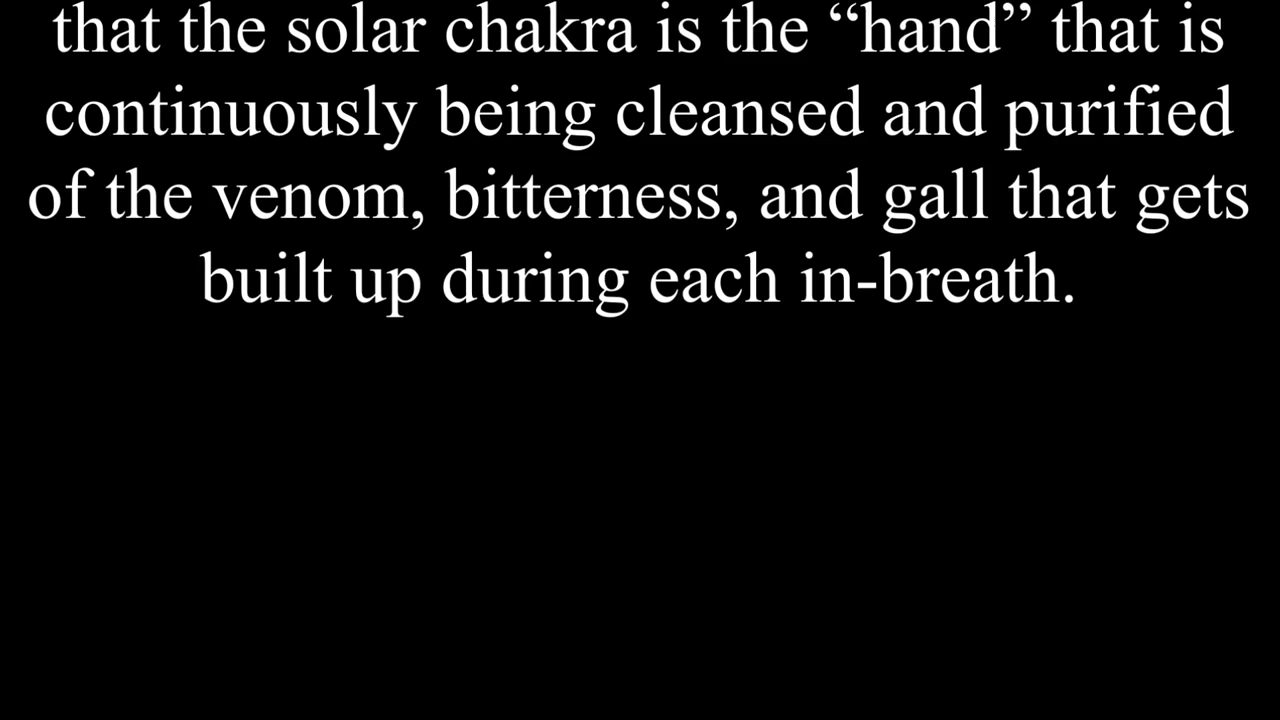 that the solar chakra is the “hand” that is
continuously being cleansed and purified
of the venom, bitterness, and gall that gets
built up during each in-breath.